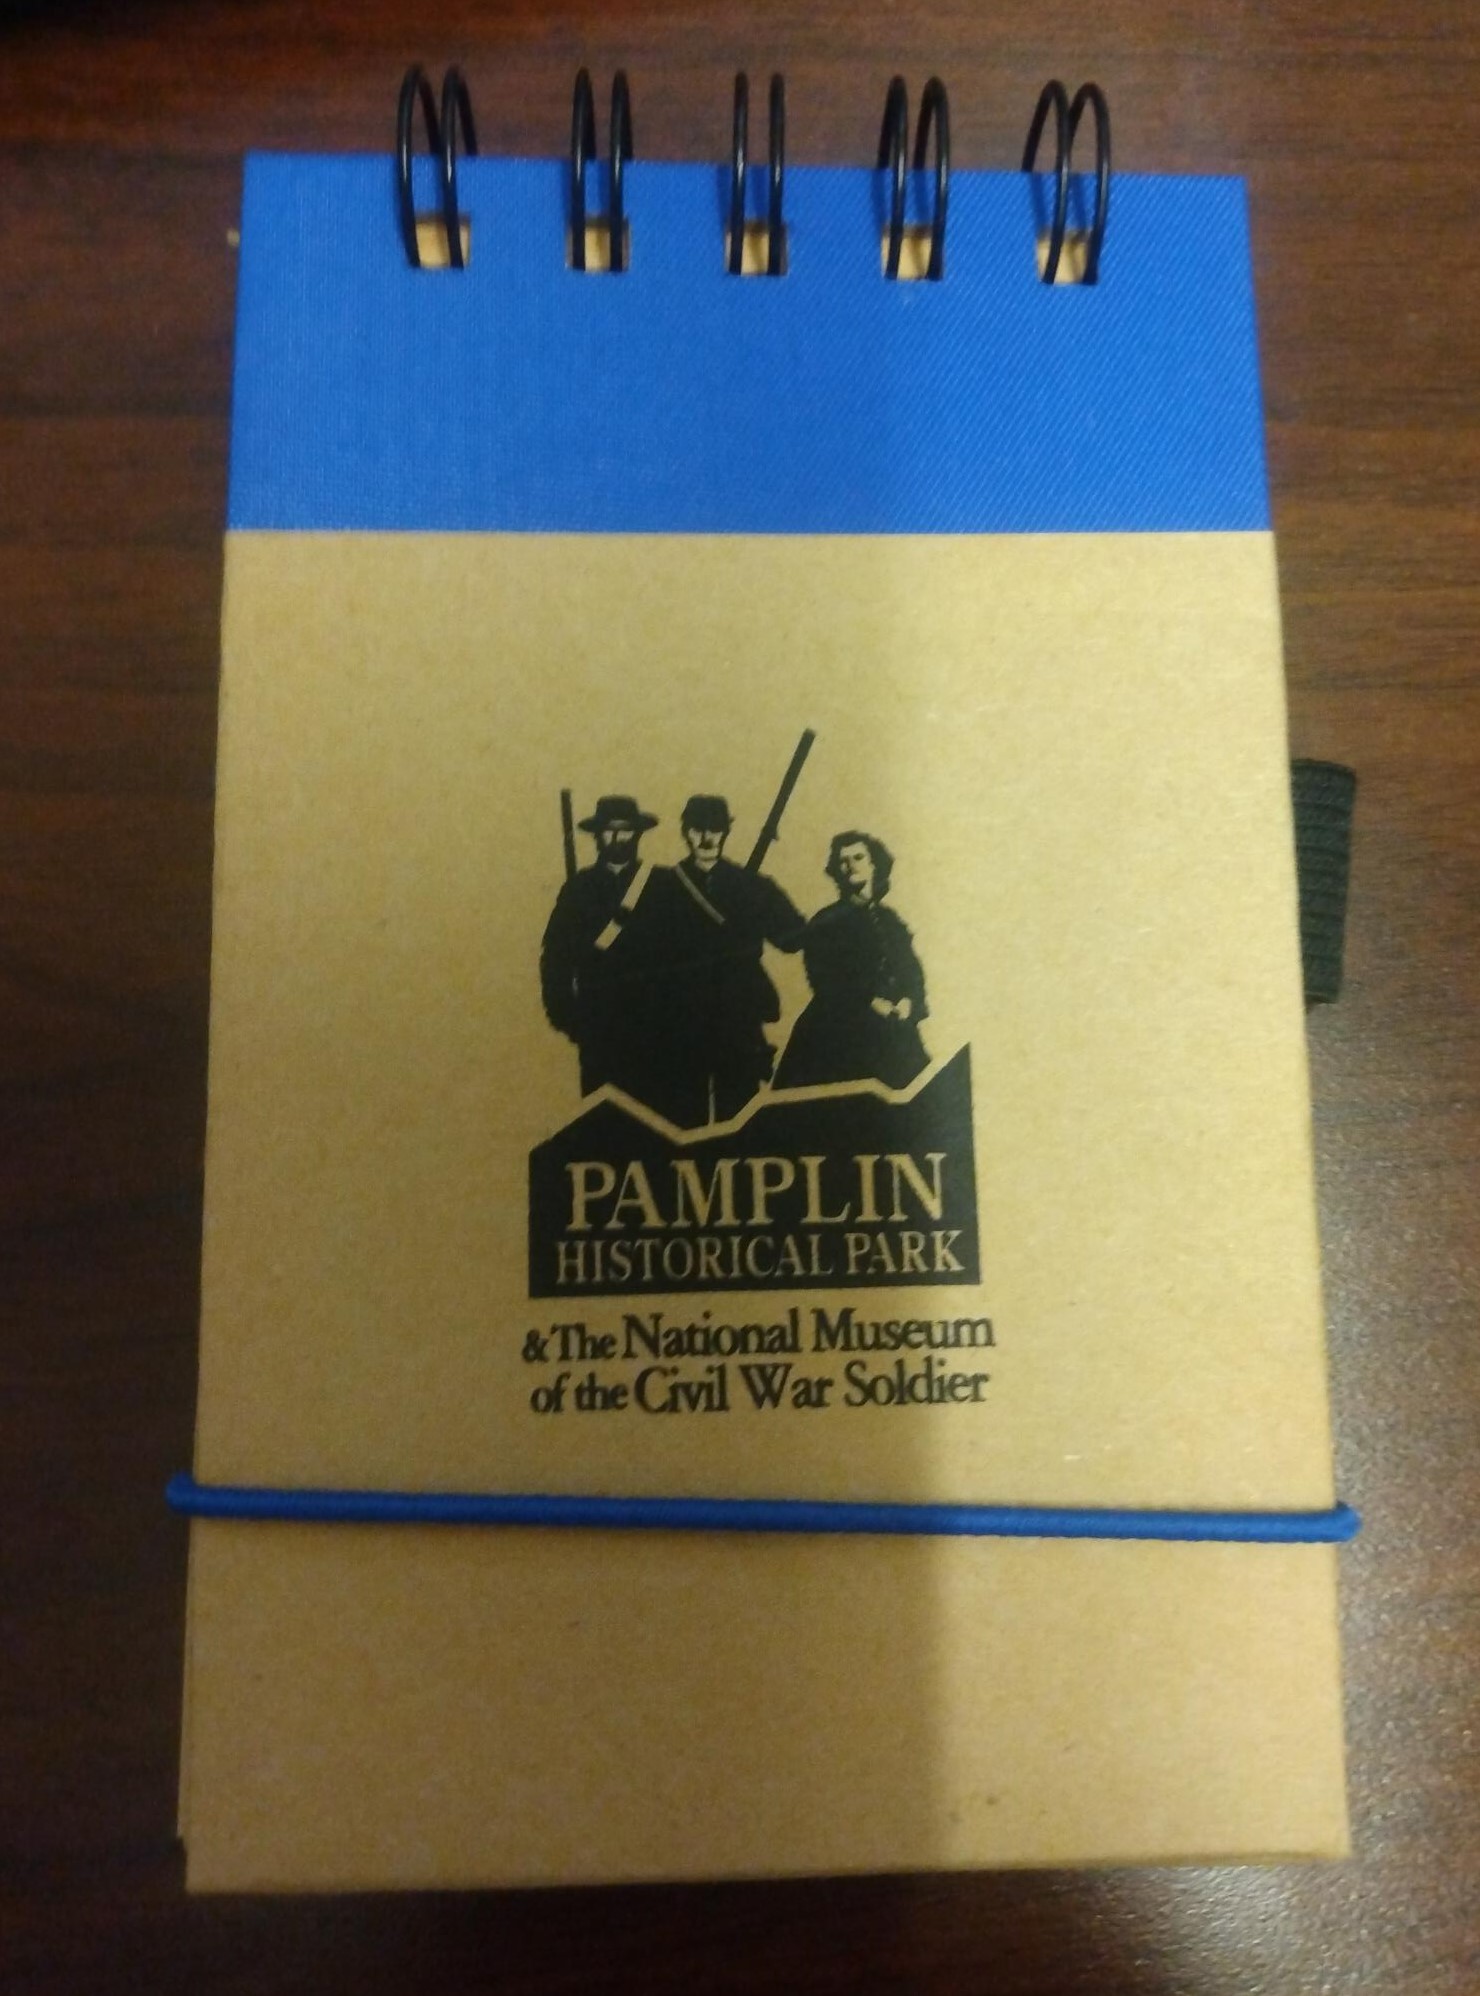 PAMPLIN
HISTORICAL PARK
& The National Museum
of the Civil War Soldier